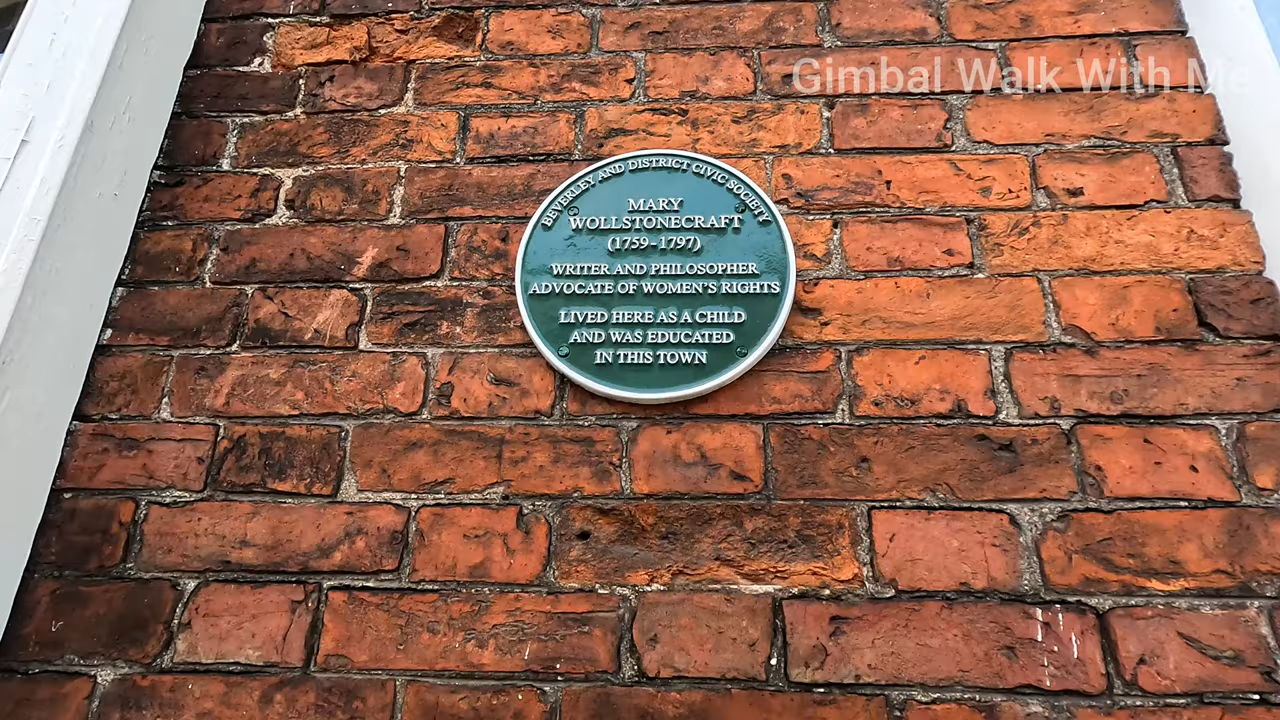 Gimbal Walk With Me
BEVERLEY AND DISTRICT CIVIC SOCIETY
MARY
WOLLSTONECRAFT
(1759-1797)
WRITER AND PHILOSOPHER
ADVOCATE OF WOMEN'S RIGHTS
LIVED HERE AS A CHILD
AND WAS EDUCATED
IN THIS TOWN